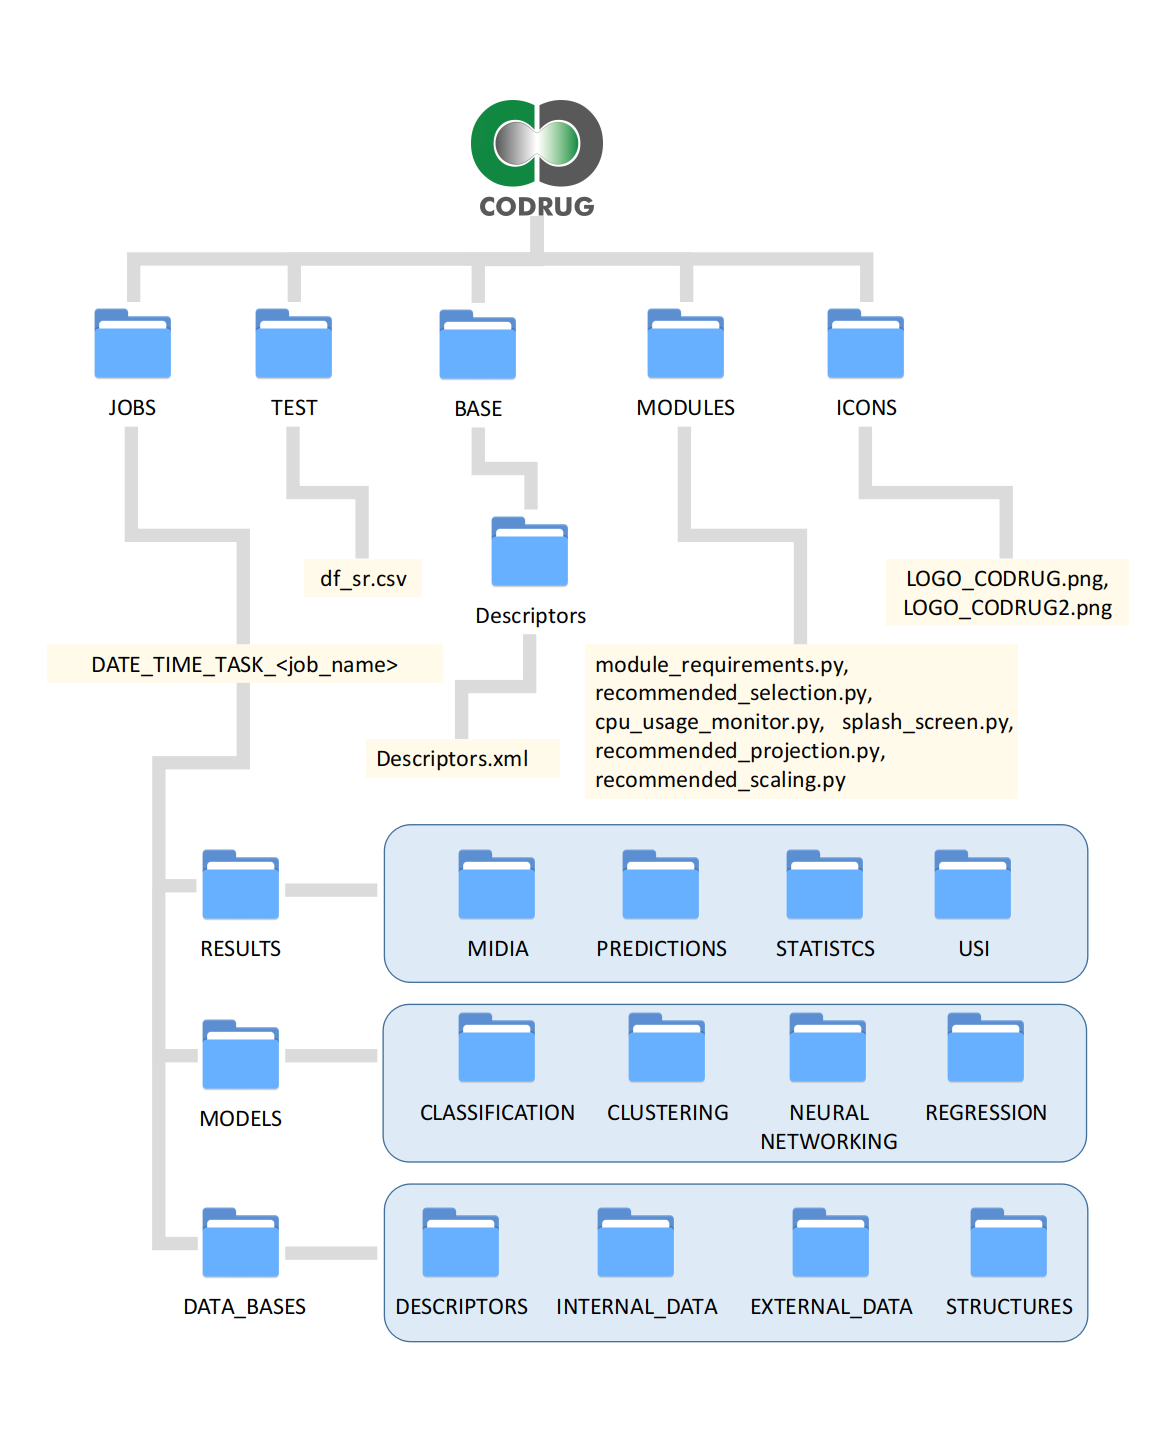 CODRUG
JOBS
TEST
BASE
MODULES
ICONS
df_sr.csv
Descriptors
LOGO_CODRUG.png,
LOGO_CODRUG2.png
DATE_TIME_TASK_<job_name>
module_requirements.py,
recommended_selection.py,
cpu_usage_monitor.py, splash_screen.py,
recommended_projection.py,
recommended_scaling.py
Descriptors.xml
RESULTS
MIDIA
PREDICTIONS
STATISTCS
USI
MODELS
CLASSIFICATION
CLUSTERING
NEURAL
NETWORKING
REGRESSION
DATA_BASES
DESCRIPTORS
INTERNAL_DATA
EXTERNAL_DATA
STRUCTURES